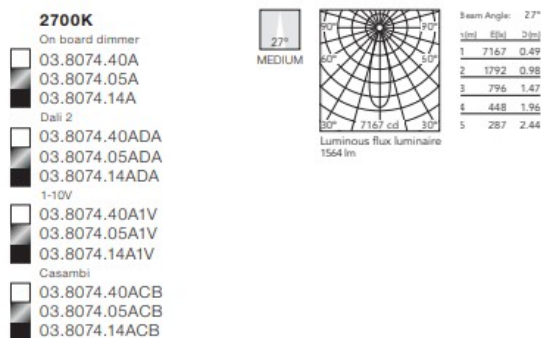 2700K
On board dimmer
03.8074.40A
03.8074.05A
03.8074.14A
Dali 2
03.8074.40ADA
03.8074.05ADA
03.8074.14ADA
1-10V
03.8074.40A1V
03.8074.05A1V
03.8074.14A1V
Casambi
03.8074.40ACB
03.8074.05ACB
03.8074.14ACB
27°
MEDIUM
90° 90°
60° 60°
30° 7167 cd 30°
Luminous flux luminaire
1564 lm
Beam Angle: 27°
h(m) E(lx) D(m)
1 7167 0.49
2 1792 0.98
3 796 1.47
4 448 1.96
5 287 2.44